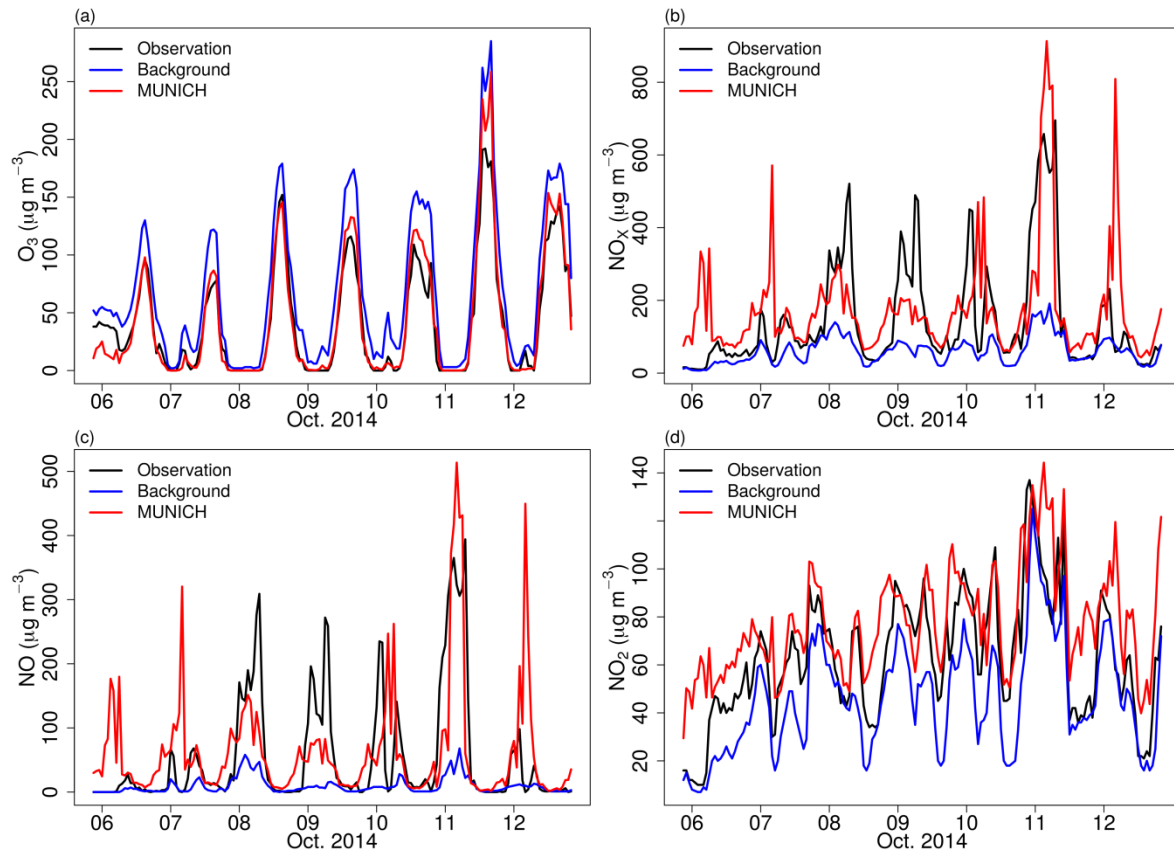 (a)
Observation
Background
MUNICH
O₃ (μg m⁻³)
0 50 100 150 200 250
06 07 08 09 10 11 12
Oct. 2014
(b)
Observation
Background
MUNICH
NOX (μg m⁻³)
0 200 400 600 800
06 07 08 09 10 11 12
Oct. 2014
(c)
Observation
Background
MUNICH
NO (μg m⁻³)
0 100 200 300 400 500
06 07 08 09 10 11 12
Oct. 2014
(d)
Observation
Background
MUNICH
NO₂ (μg m⁻³)
20 40 60 80 100 140
06 07 08 09 10 11 12
Oct. 2014